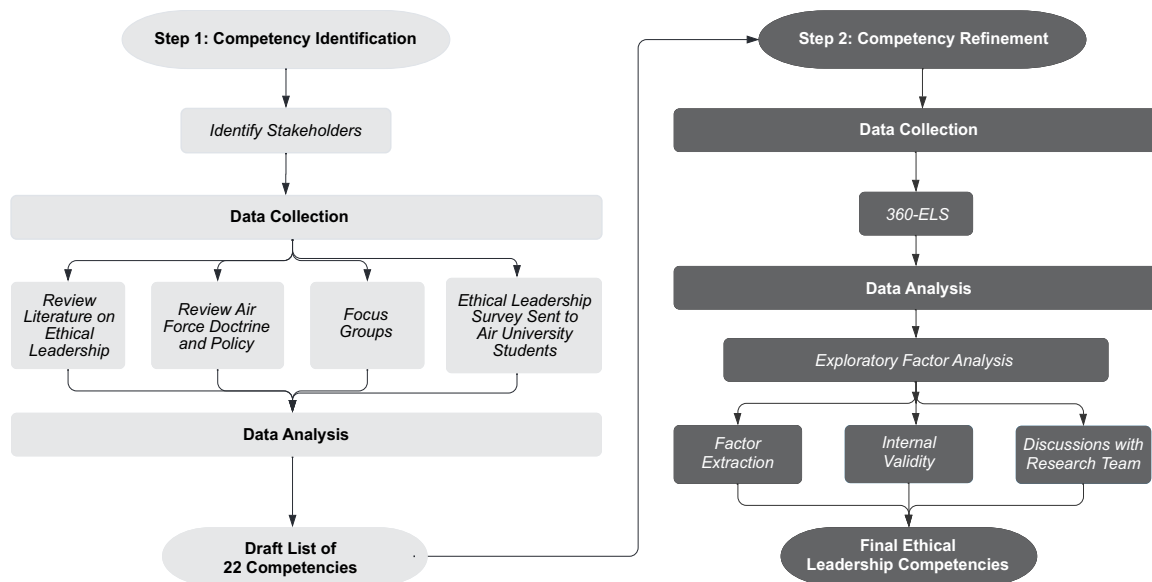 Step 1: Competency Identification
Identify Stakeholders
Data Collection
Review
Literature on
Ethical
Leadership
Review Air
Force Doctrine
and Policy
Focus
Groups
Ethical Leadership
Survey Sent to
Air University
Students
Data Analysis
Draft List of
22 Competencies
Step 2: Competency Refinement
Data Collection
360-ELS
Data Analysis
Exploratory Factor Analysis
Factor
Extraction
Internal
Validity
Discussions with
Research Team
Final Ethical
Leadership Competencies